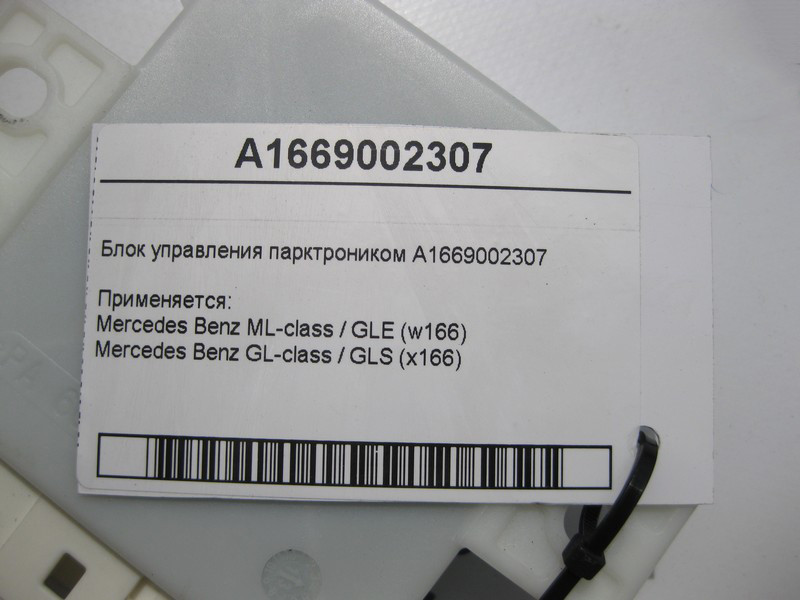 A1669002307
Блок управления парктроником A1669002307
Применяется:
Mercedes Benz ML-class / GLE (w166)
Mercedes Benz GL-class / GLS (x166)